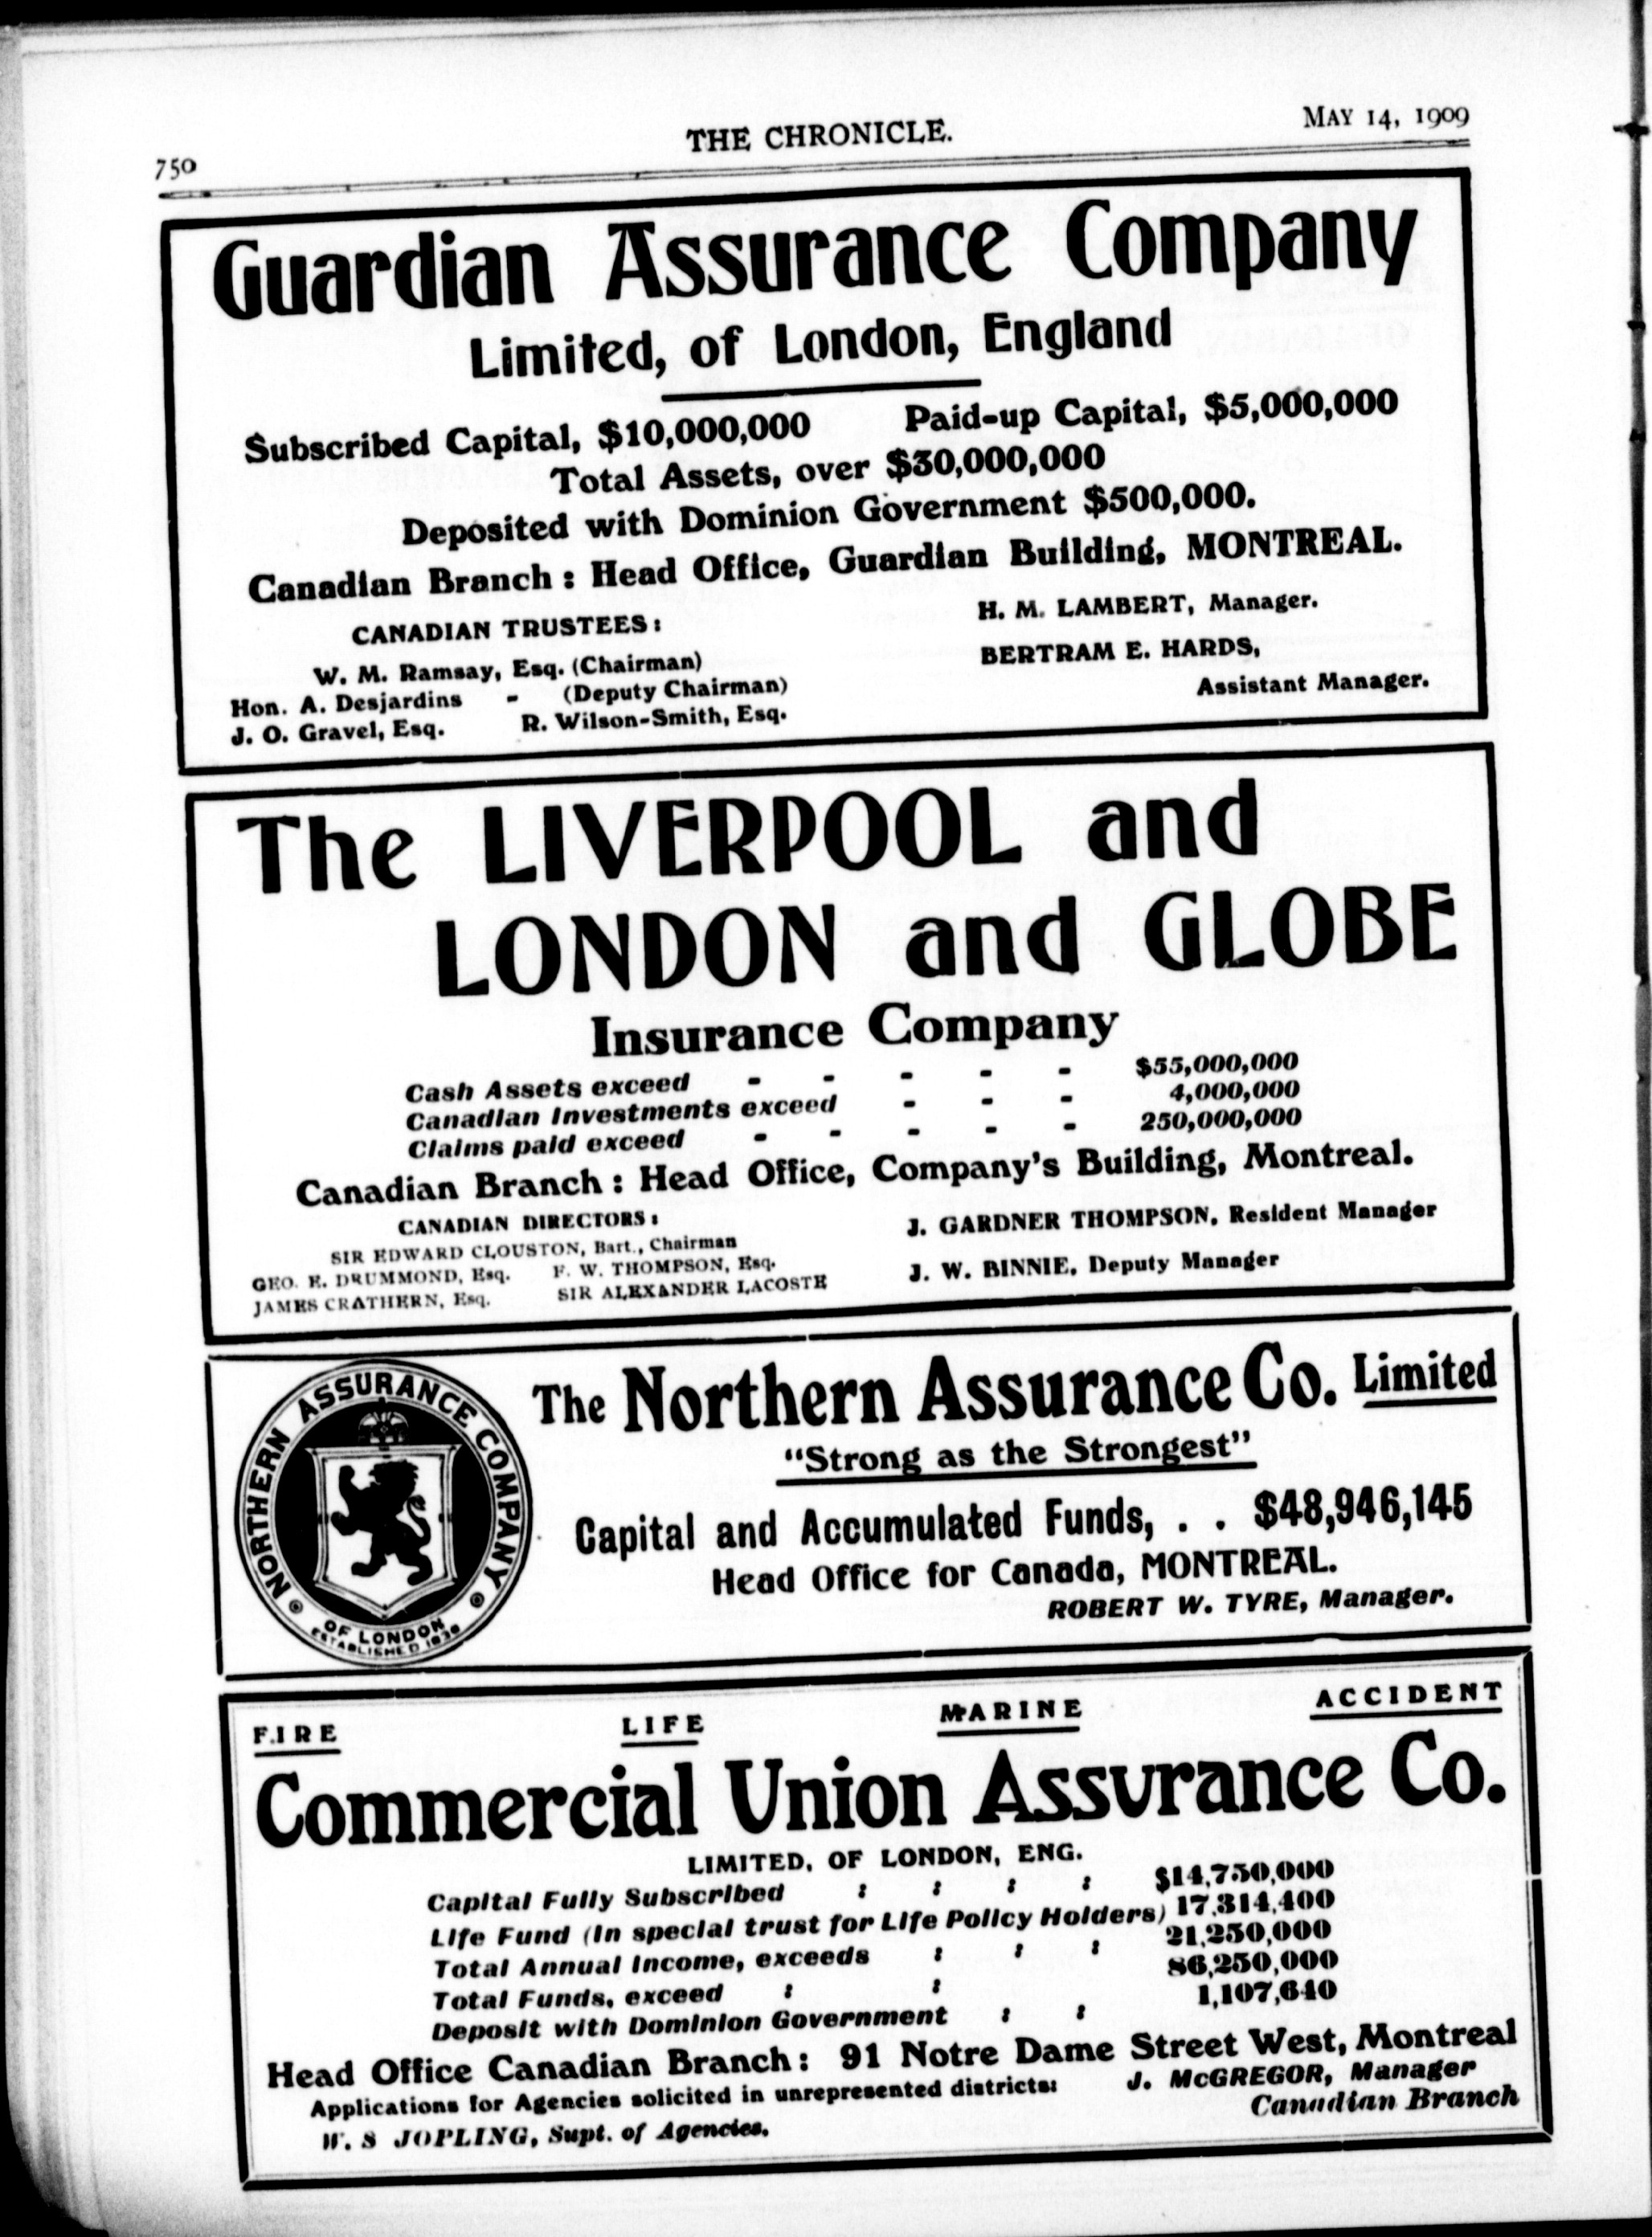 750
THE CHRONICLE.
MAY 14, 1909
Guardian Assurance Company
Limited, of London, England
Subscribed Capital, $10,000,000 Paid-up Capital, $5,000,000
Total Assets, over $30,000,000
Deposited with Dominion Government $500,000.
Canadian Branch : Head Office, Guardian Building, MONTREAL.
CANADIAN TRUSTEES :
W. M. Ramsay, Esq. (Chairman)
Hon. A. Desjardins - (Deputy Chairman)
J. O. Gravel, Esq. R. Wilson-Smith, Esq.
H. M. LAMBERT, Manager.
BERTRAM E. HARDS,
Assistant Manager.
The LIVERPOOL and
LONDON and GLOBE
Insurance Company
Cash Assets exceed - - - - - $55,000,000
Canadian Investments exceed - - - 4,000,000
Claims paid exceed - - - - - 250,000,000
Canadian Branch : Head Office, Company's Building, Montreal.
CANADIAN DIRECTORS :
SIR EDWARD CLOUSTON, Bart., Chairman
GEO. E. DRUMMOND, Esq. F. W. THOMPSON, Esq.
JAMES CRATHERN, Esq. SIR ALEXANDER LACOSTE
J. GARDNER THOMPSON, Resident Manager
J. W. BINNIE, Deputy Manager
NORTHERN ASSURANCE COMPANY
OF LONDON
ESTABLISHED 1836
The Northern Assurance Co. Limited
"Strong as the Strongest"
Capital and Accumulated Funds, . . $48,946,145
Head Office for Canada, MONTREAL.
ROBERT W. TYRE, Manager.
FIRE LIFE MARINE ACCIDENT
Commercial Union Assurance Co.
LIMITED, OF LONDON, ENG.
Capital Fully Subscribed : : : : $14,750,000
Life Fund (In special trust for Life Policy Holders) 17,314,400
Total Annual Income, exceeds : : : 21,250,000
Total Funds, exceed : : 86,250,000
Deposit with Dominion Government : : 1,107,640
Head Office Canadian Branch : 91 Notre Dame Street West, Montreal
Applications for Agencies solicited in unrepresented districts:
W. S JOPLING, Supt. of Agencies.
J. McGREGOR, Manager
Canadian Branch